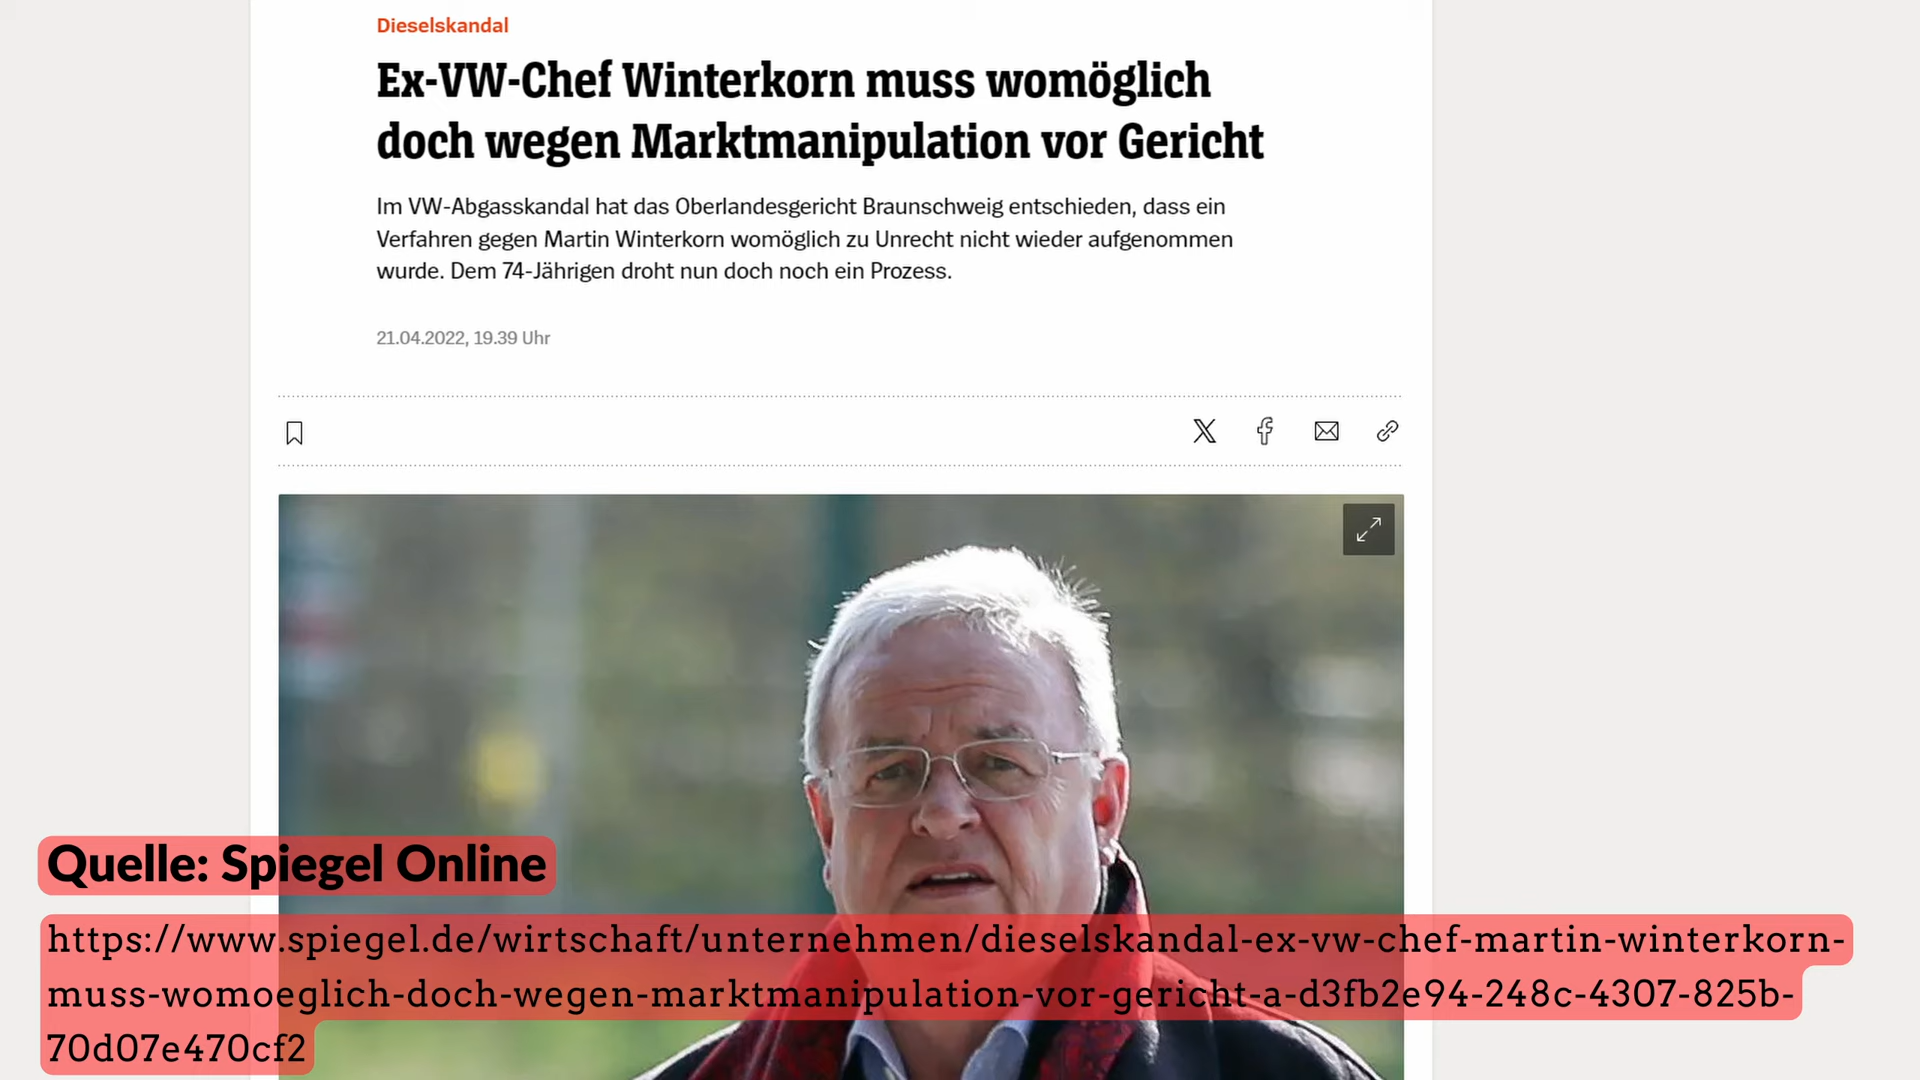 Dieselskandal
Ex-VW-Chef Winterkorn muss womöglich
doch wegen Marktmanipulation vor Gericht
Im VW-Abgasskandal hat das Oberlandesgericht Braunschweig entschieden, dass ein
Verfahren gegen Martin Winterkorn womöglich zu Unrecht nicht wieder aufgenommen
wurde. Dem 74-Jährigen droht nun doch noch ein Prozess.
21.04.2022, 19.39 Uhr
Quelle: Spiegel Online
https://www.spiegel.de/wirtschaft/unternehmen/dieselskandal-ex-vw-chef-martin-winterkorn-
muss-womoeglich-doch-wegen-marktmanipulation-vor-gericht-a-d3fb2e94-248c-4307-825b-
70d07e470cf2